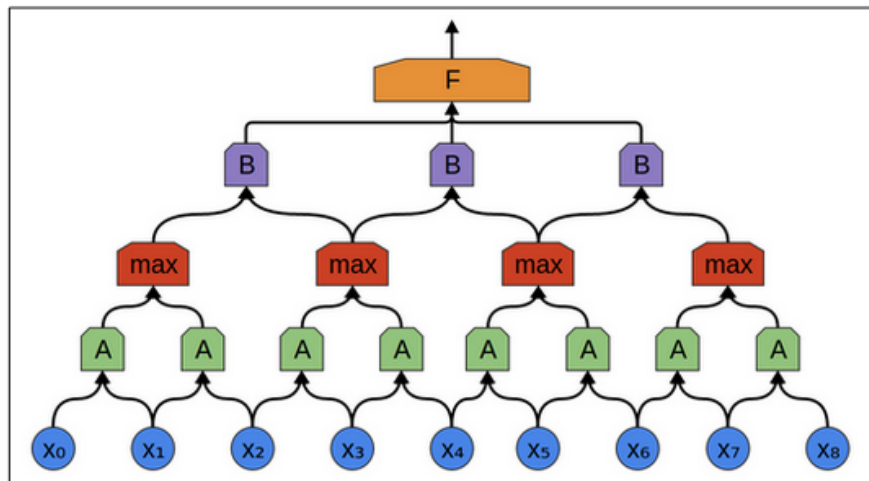 F
B B B
max max max max
A A A A A A A A
x₀ x₁ x₂ x₃ x₄ x₅ x₆ x₇ x₈